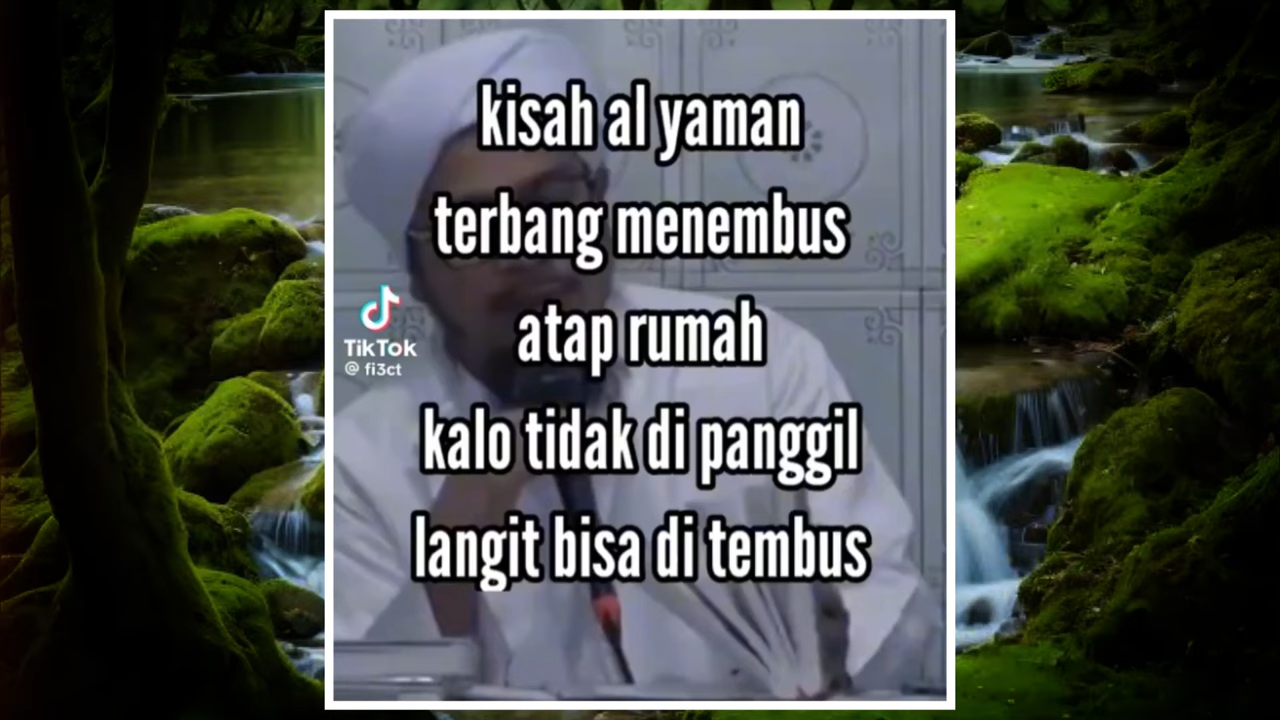 kisah al yaman
terbang menembus
atap rumah
kalo tidak di panggil
langit bisa di tembus
TikTok
@ fi3ct